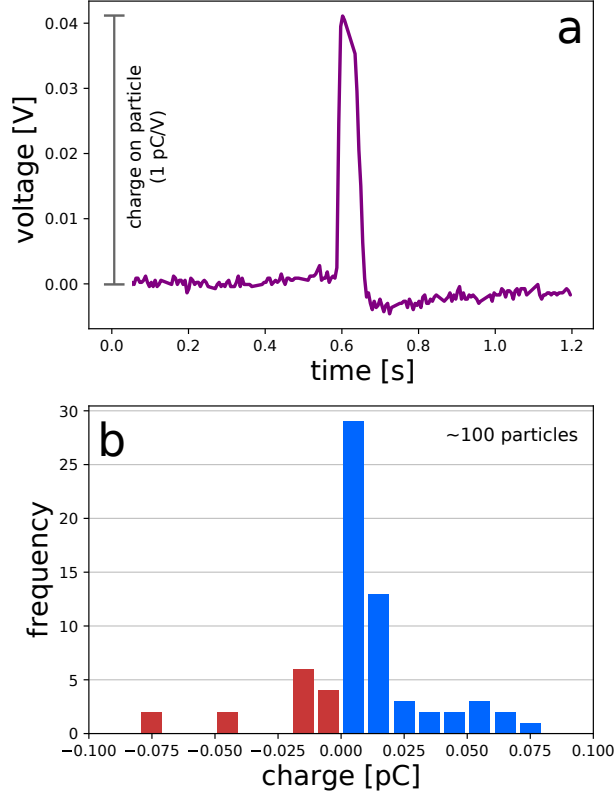 a
voltage [V]
0.04
0.03
0.02
0.01
0.00
charge on particle
(1 pC/V)
0.0 0.2 0.4 0.6 0.8 1.0 1.2
time [s]
b
~100 particles
frequency
30
25
20
15
10
5
0
−0.100 −0.075 −0.050 −0.025 0.000 0.025 0.050 0.075 0.100
charge [pC]